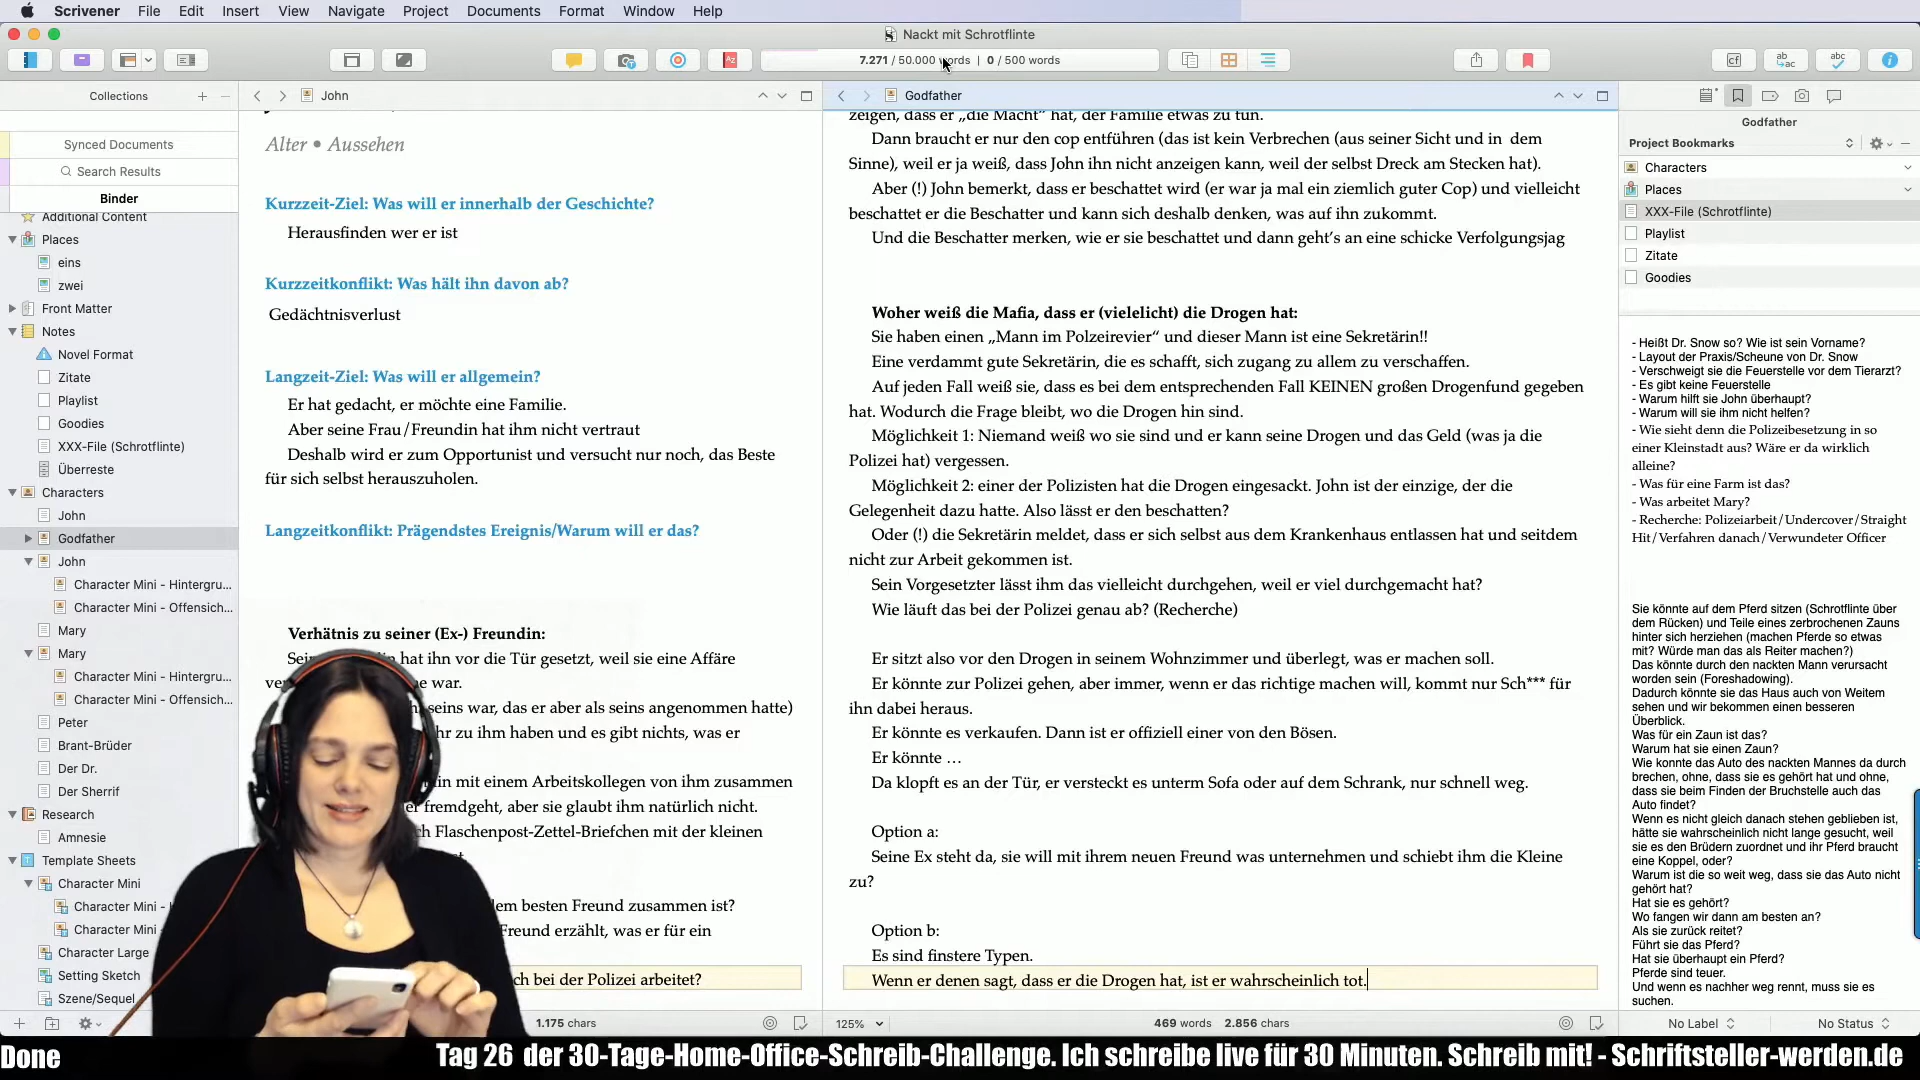 Scrivener File Edit Insert View Navigate Project Documents Format Window Help
Nackt mit Schrotflinte
7.271 / 50.000 words | 0 / 500 words
Collections
John
Godfather
Synced Documents
Search Results
Binder
Additional Content
Places
eins
zwei
Front Matter
Notes
Novel Format
Zitate
Playlist
Goodies
XXX-File (Schrotflinte)
Überreste
Characters
John
Godfather
John
Character Mini - Hintergru...
Character Mini - Offensich...
Mary
Mary
Character Mini - Hintergru...
Character Mini - Offensich...
Peter
Brant-Brüder
Der Dr.
Der Sherrif
Research
Amnesie
Template Sheets
Character Mini
Character Mini -
Character Mini
Character Large
Setting Sketch
Szene/Sequel
Alter • Aussehen
Kurzzeit-Ziel: Was will er innerhalb der Geschichte?
Herausfinden wer er ist
Kurzzeitkonflikt: Was hält ihn davon ab?
Gedächtnisverlust
Langzeit-Ziel: Was will er allgemein?
Er hat gedacht, er möchte eine Familie.
Aber seine Frau/Freundin hat ihm nicht vertraut
Deshalb wird er zum Opportunist und versucht nur noch, das Beste
für sich selbst herauszuholen.
Langzeitkonflikt: Prägendstes Ereignis/Warum will er das?
Verhätnis zu seiner (Ex-) Freundin:
hat ihn vor die Tür gesetzt, weil sie eine Affäre
war.
seins war, das er aber als seins angenommen hatte)
zu ihm haben und es gibt nichts, was er
mit einem Arbeitskollegen von ihm zusammen
fremdgeht, aber sie glaubt ihm natürlich nicht.
Flaschenpost-Zettel-Briefchen mit der kleinen
besten Freund zusammen ist?
Freund erzählt, was er für ein
bei der Polizei arbeitet?
1.175 chars
zeigen, dass er „die Macht“ hat, der Familie etwas zu tun.
Dann braucht er nur den cop entführen (das ist kein Verbrechen (aus seiner Sicht und in dem
Sinne), weil er ja weiß, dass John ihn nicht anzeigen kann, weil der selbst Dreck am Stecken hat).
Aber (!) John bemerkt, dass er beschattet wird (er war ja mal ein ziemlich guter Cop) und vielleicht
beschattet er die Beschatter und kann sich deshalb denken, was auf ihn zukommt.
Und die Beschatter merken, wie er sie beschattet und dann geht’s an eine schicke Verfolgungsjag
Woher weiß die Mafia, dass er (vielelicht) die Drogen hat:
Sie haben einen „Mann im Polzeirevier“ und dieser Mann ist eine Sekretärin!!
Eine verdammt gute Sekretärin, die es schafft, sich zugang zu allem zu verschaffen.
Auf jeden Fall weiß sie, dass es bei dem entsprechenden Fall KEINEN großen Drogenfund gegeben
hat. Wodurch die Frage bleibt, wo die Drogen hin sind.
Möglichkeit 1: Niemand weiß wo sie sind und er kann seine Drogen und das Geld (was ja die
Polizei hat) vergessen.
Möglichkeit 2: einer der Polizisten hat die Drogen eingesackt. John ist der einzige, der die
Gelegenheit dazu hatte. Also lässt er den beschatten?
Oder (!) die Sekretärin meldet, dass er sich selbst aus dem Krankenhaus entlassen hat und seitdem
nicht zur Arbeit gekommen ist.
Sein Vorgesetzter lässt ihm das vielleicht durchgehen, weil er viel durchgemacht hat?
Wie läuft das bei der Polizei genau ab? (Recherche)
Er sitzt also vor den Drogen in seinem Wohnzimmer und überlegt, was er machen soll.
Er könnte zur Polizei gehen, aber immer, wenn er das richtige machen will, kommt nur Sch*** für
ihn dabei heraus.
Er könnte es verkaufen. Dann ist er offiziell einer von den Bösen.
Er könnte …
Da klopft es an der Tür, er versteckt es unterm Sofa oder auf dem Schrank, nur schnell weg.
Option a:
Seine Ex steht da, sie will mit ihrem neuen Freund was unternehmen und schiebt ihm die Kleine
zu?
Option b:
Es sind finstere Typen.
Wenn er denen sagt, dass er die Drogen hat, ist er wahrscheinlich tot.
125%
469 words 2.856 chars
Godfather
Project Bookmarks
Characters
Places
XXX-File (Schrotflinte)
Playlist
Zitate
Goodies
- Heißt Dr. Snow so? Wie ist sein Vorname?
- Layout der Praxis/Scheune von Dr. Snow
- Verschweigt sie die Feuerstelle vor dem Tierarzt?
- Es gibt keine Feuerstelle
- Warum hilft sie John überhaupt?
- Warum will sie ihm nicht helfen?
- Wie sieht denn die Polizeibesetzung in so
einer Kleinstadt aus? Wäre er da wirklich
alleine?
- Was für eine Farm ist das?
- Was arbeitet Mary?
- Recherche: Polizeiarbeit/Undercover/Straight
Hit/Verfahren danach/Verwundeter Officer
Sie könnte auf dem Pferd sitzen (Schrotflinte über
dem Rücken) und Teile eines zerbrochenen Zauns
hinter sich herziehen (machen Pferde so etwas
mit? Würde man das als Reiter machen?)
Das könnte durch den nackten Mann verursacht
worden sein (Foreshadowing).
Dadurch könnte sie das Haus auch von Weitem
sehen und wir bekommen einen besseren
Überblick.
Was für ein Zaun ist das?
Warum hat sie einen Zaun?
Wie konnte das Auto des nackten Mannes da durch
brechen, ohne, dass sie es gehört hat und ohne,
dass sie beim Finden der Bruchstelle auch das
Auto findet?
Wenn es nicht gleich danach stehen geblieben ist,
hätte sie wahrscheinlich nicht lange gesucht, weil
sie es den Brüdern zuordnet und ihr Pferd braucht
eine Koppel, oder?
Warum ist die so weit weg, dass sie das Auto nicht
gehört hat?
Hat sie es gehört?
Wo fangen wir dann am besten an?
Als sie zurück reitet?
Führt sie das Pferd?
Hat sie überhaupt ein Pferd?
Pferde sind teuer.
Und wenn es nachher weg rennt, muss sie es
suchen.
No Label
No Status
Done
Tag 26 der 30-Tage-Home-Office-Schreib-Challenge. Ich schreibe live für 30 Minuten. Schreib mit! - Schriftsteller-werden.de